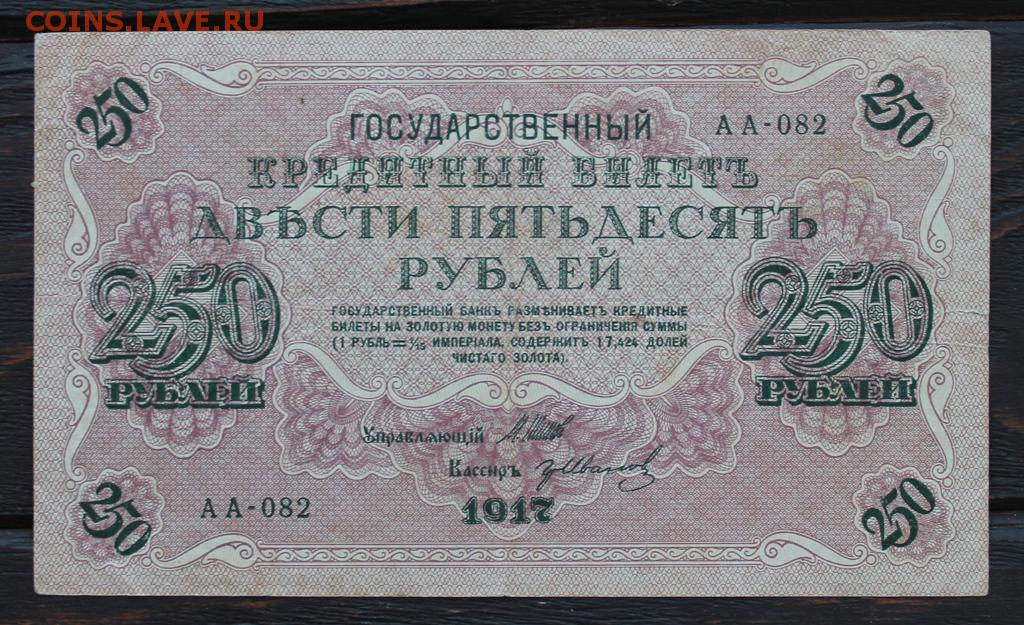 COINS.LAVE.RU
250
250
ГОСУДАРСТВЕННЫЙ
АА-082
КРЕДИТНЫЙ БИЛЕТЪ
ДВѢСТИ ПЯТЬДЕСЯТЪ
РУБЛЕЙ
250
РУБЛЕЙ
250
РУБЛЕЙ
ГОСУДАРСТВЕННЫЙ БАНКЪ РАЗМѢНИВАЕТЪ КРЕДИТНЫЕ
БИЛЕТЫ НА ЗОЛОТУЮ МОНЕТУ БЕЗЪ ОГРАНИЧЕНІЯ СУММЫ
(1 РУБЛЬ = 1/15 ИМПЕРІАЛА, СОДЕРЖИТЪ 17,424 ДОЛЕЙ
ЧИСТАГО ЗОЛОТА).
Управляющій
Кассиръ
АА-082
1917
250
250